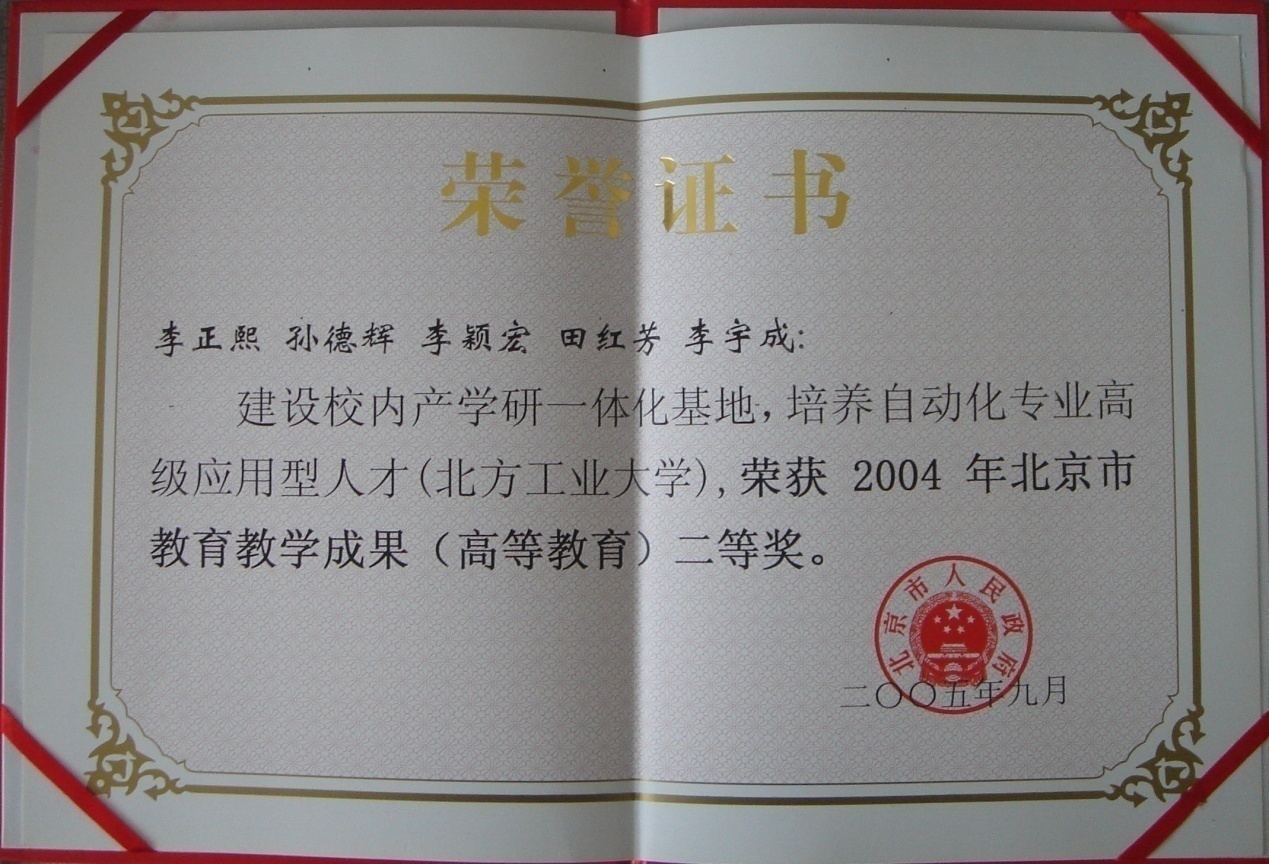 荣誉证书
李正熙 孙德辉 李颖宏 田红芳 李宇成:
建设校内产学研一体化基地,培养自动化专业高
级应用型人才(北方工业大学),荣获 2004 年北京市
教育教学成果（高等教育）二等奖。
北京市人民政府
二〇〇五年九月